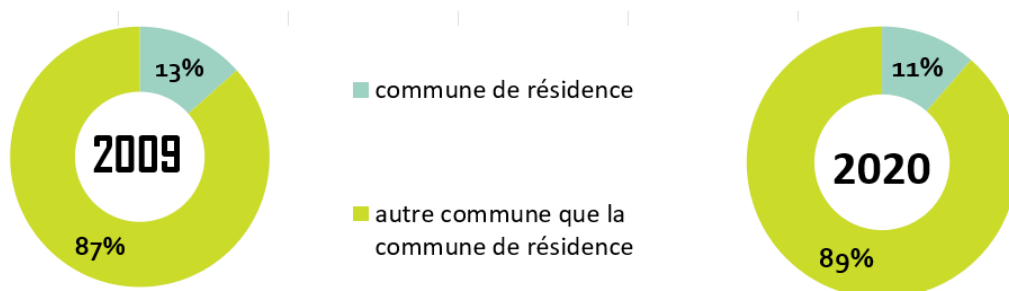 13%
2009
87%
commune de résidence
autre commune que la
commune de résidence
11%
2020
89%